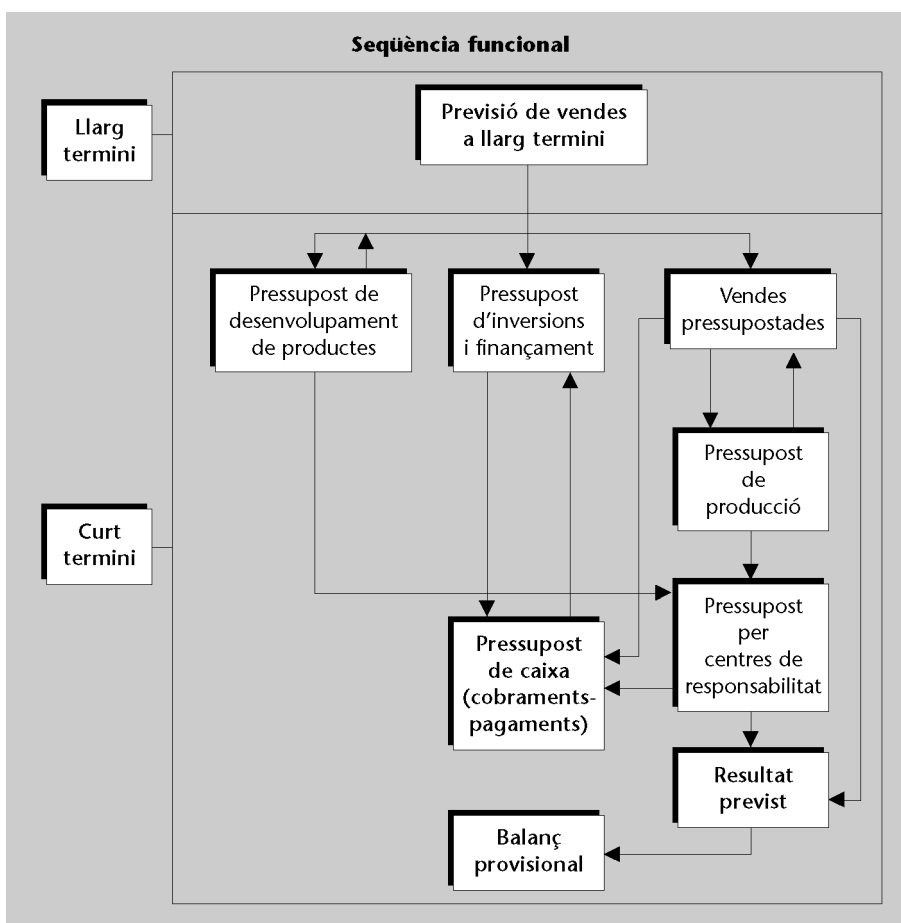 Seqüència funcional
Llarg
termini
Previsió de vendes
a llarg termini
Pressupost de
desenvolupament
de productes
Pressupost
d'inversions
i finançament
Vendes
pressupostades
Pressupost
de
producció
Curt
termini
Pressupost
per
centres de
responsabilitat
Pressupost
de caixa
(cobraments-
pagaments)
Resultat
previst
Balanç
provisional